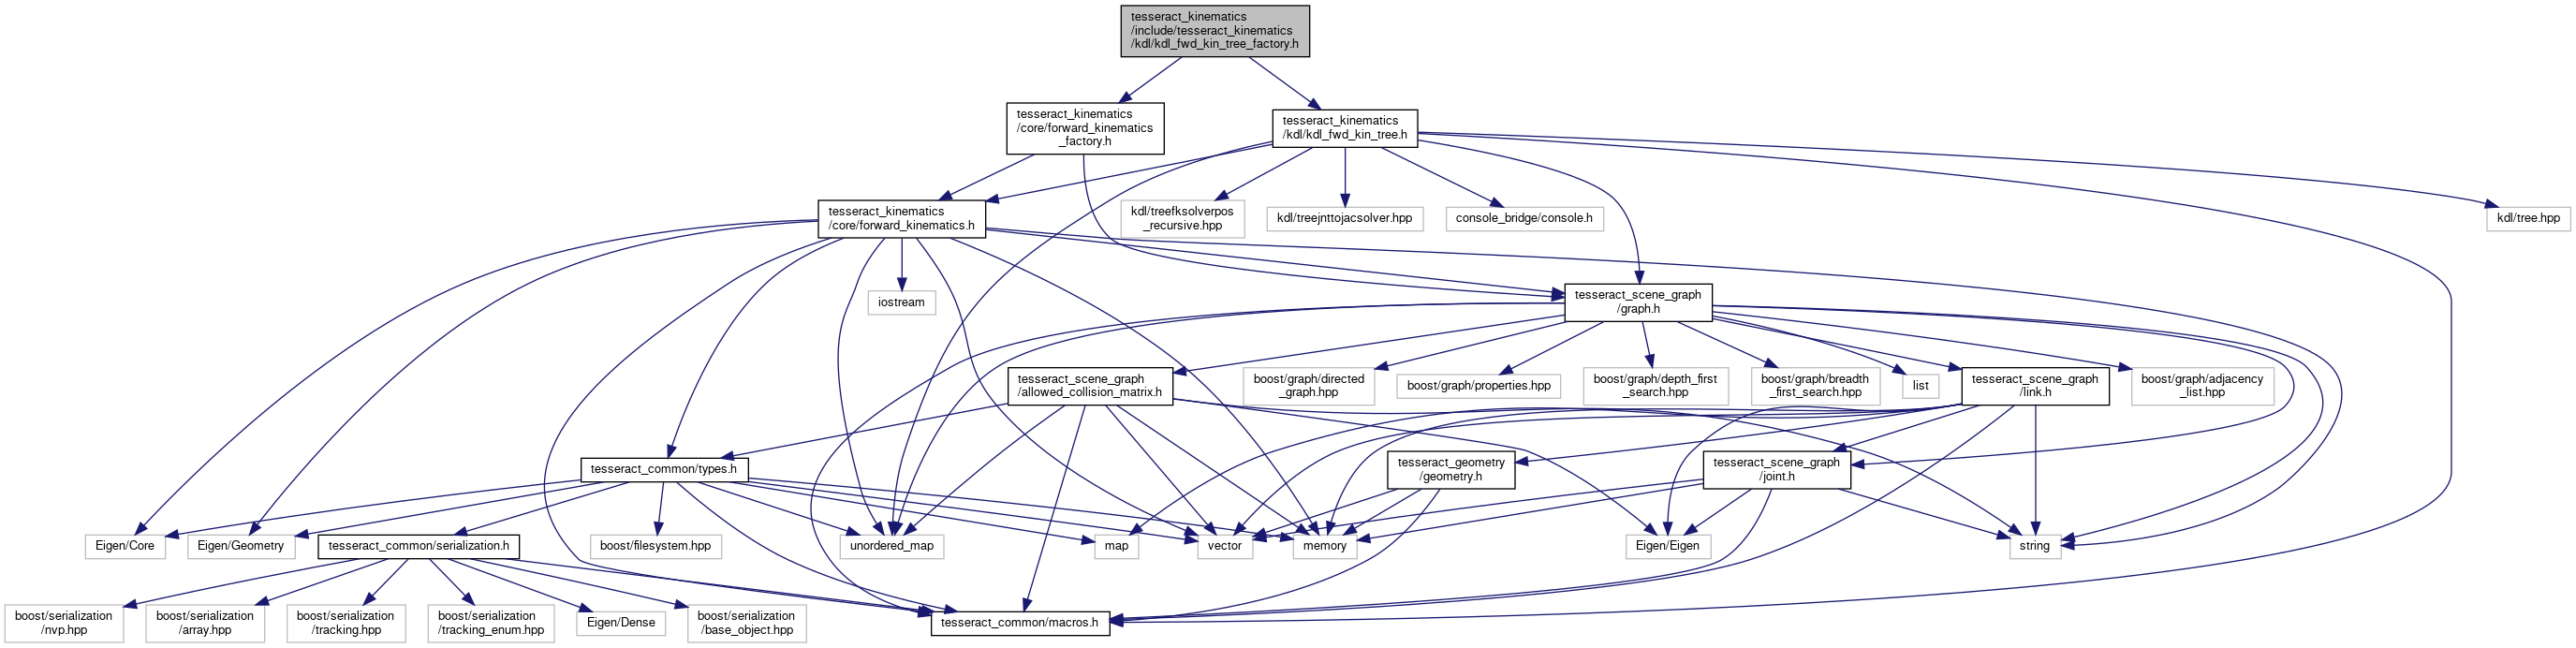 tesseract_kinematics
/include/tesseract_kinematics
/kdl/kdl_fwd_kin_tree_factory.h
tesseract_kinematics
/core/forward_kinematics
_factory.h
tesseract_kinematics
/kdl/kdl_fwd_kin_tree.h
tesseract_kinematics
/core/forward_kinematics.h
kdl/treefksolverpos
_recursive.hpp
kdl/treejnttojacsolver.hpp
console_bridge/console.h
kdl/tree.hpp
iostream
tesseract_scene_graph
/graph.h
tesseract_scene_graph
/allowed_collision_matrix.h
boost/graph/directed
_graph.hpp
boost/graph/properties.hpp
boost/graph/depth_first
_search.hpp
boost/graph/breadth
_first_search.hpp
list
tesseract_scene_graph
/link.h
boost/graph/adjacency
_list.hpp
tesseract_common/types.h
tesseract_geometry
/geometry.h
tesseract_scene_graph
/joint.h
Eigen/Core
Eigen/Geometry
tesseract_common/serialization.h
boost/filesystem.hpp
unordered_map
map
vector
memory
Eigen/Eigen
string
boost/serialization
/nvp.hpp
boost/serialization
/array.hpp
boost/serialization
/tracking.hpp
boost/serialization
/tracking_enum.hpp
Eigen/Dense
boost/serialization
/base_object.hpp
tesseract_common/macros.h